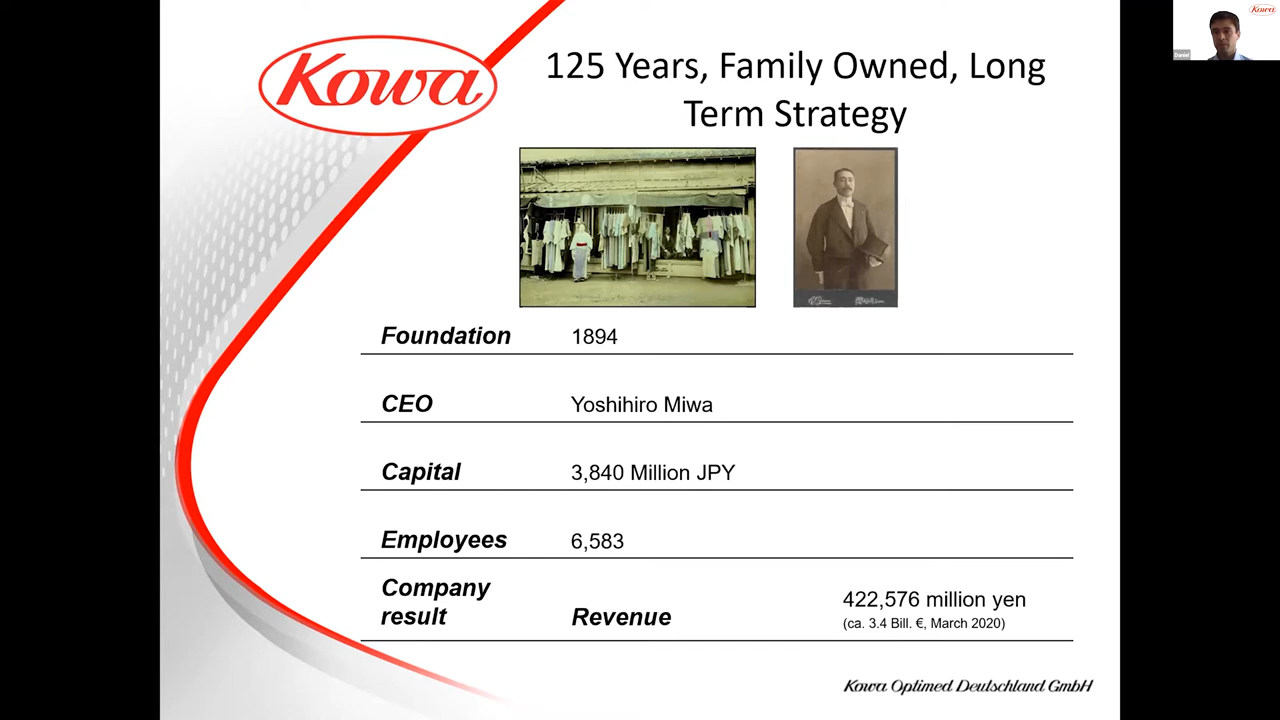 Kowa
125 Years, Family Owned, Long
Term Strategy
Foundation 1894
CEO Yoshihiro Miwa
Capital 3,840 Million JPY
Employees 6,583
Company
result
Revenue
422,576 million yen
(ca. 3.4 Bill. €, March 2020)
Kowa Optimed Deutschland GmbH
Kowa
Daniel